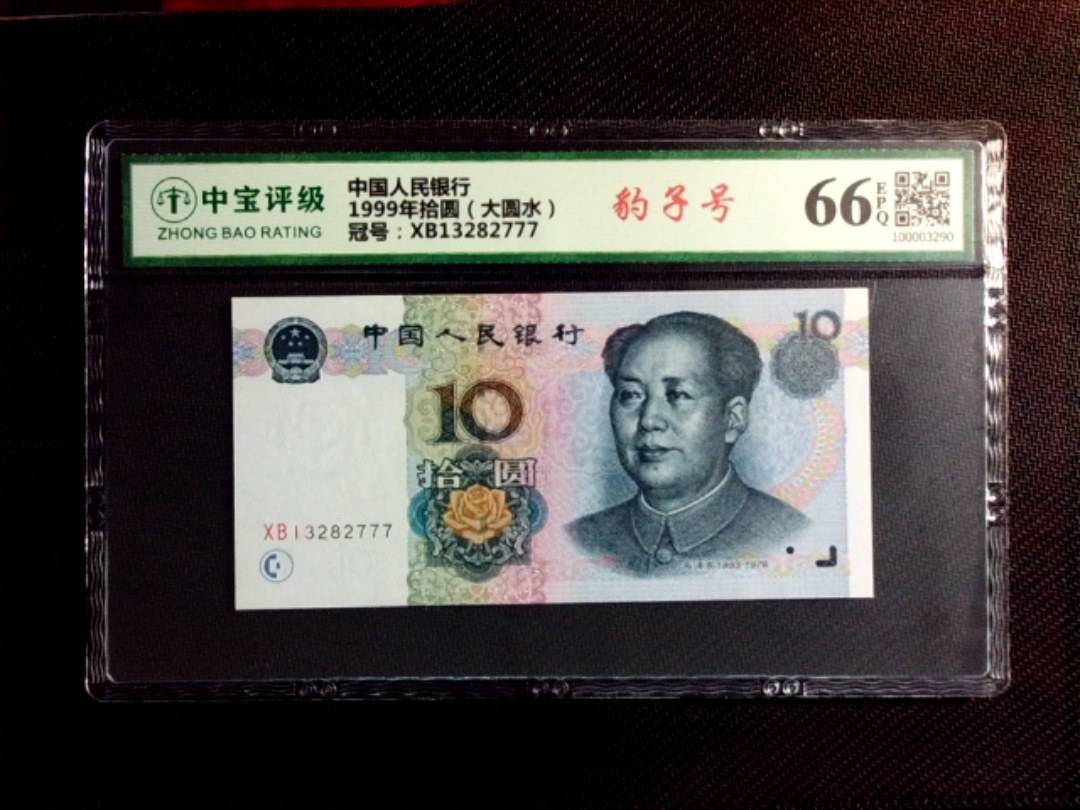 中宝评级
ZHONG BAO RATING
中国人民银行
1999年拾圆（大圆水）
冠号：XB13282777
豹子号
66
EPQ
100003290
中国人民银行
10
10
拾圆
XB13282777
1893-1976